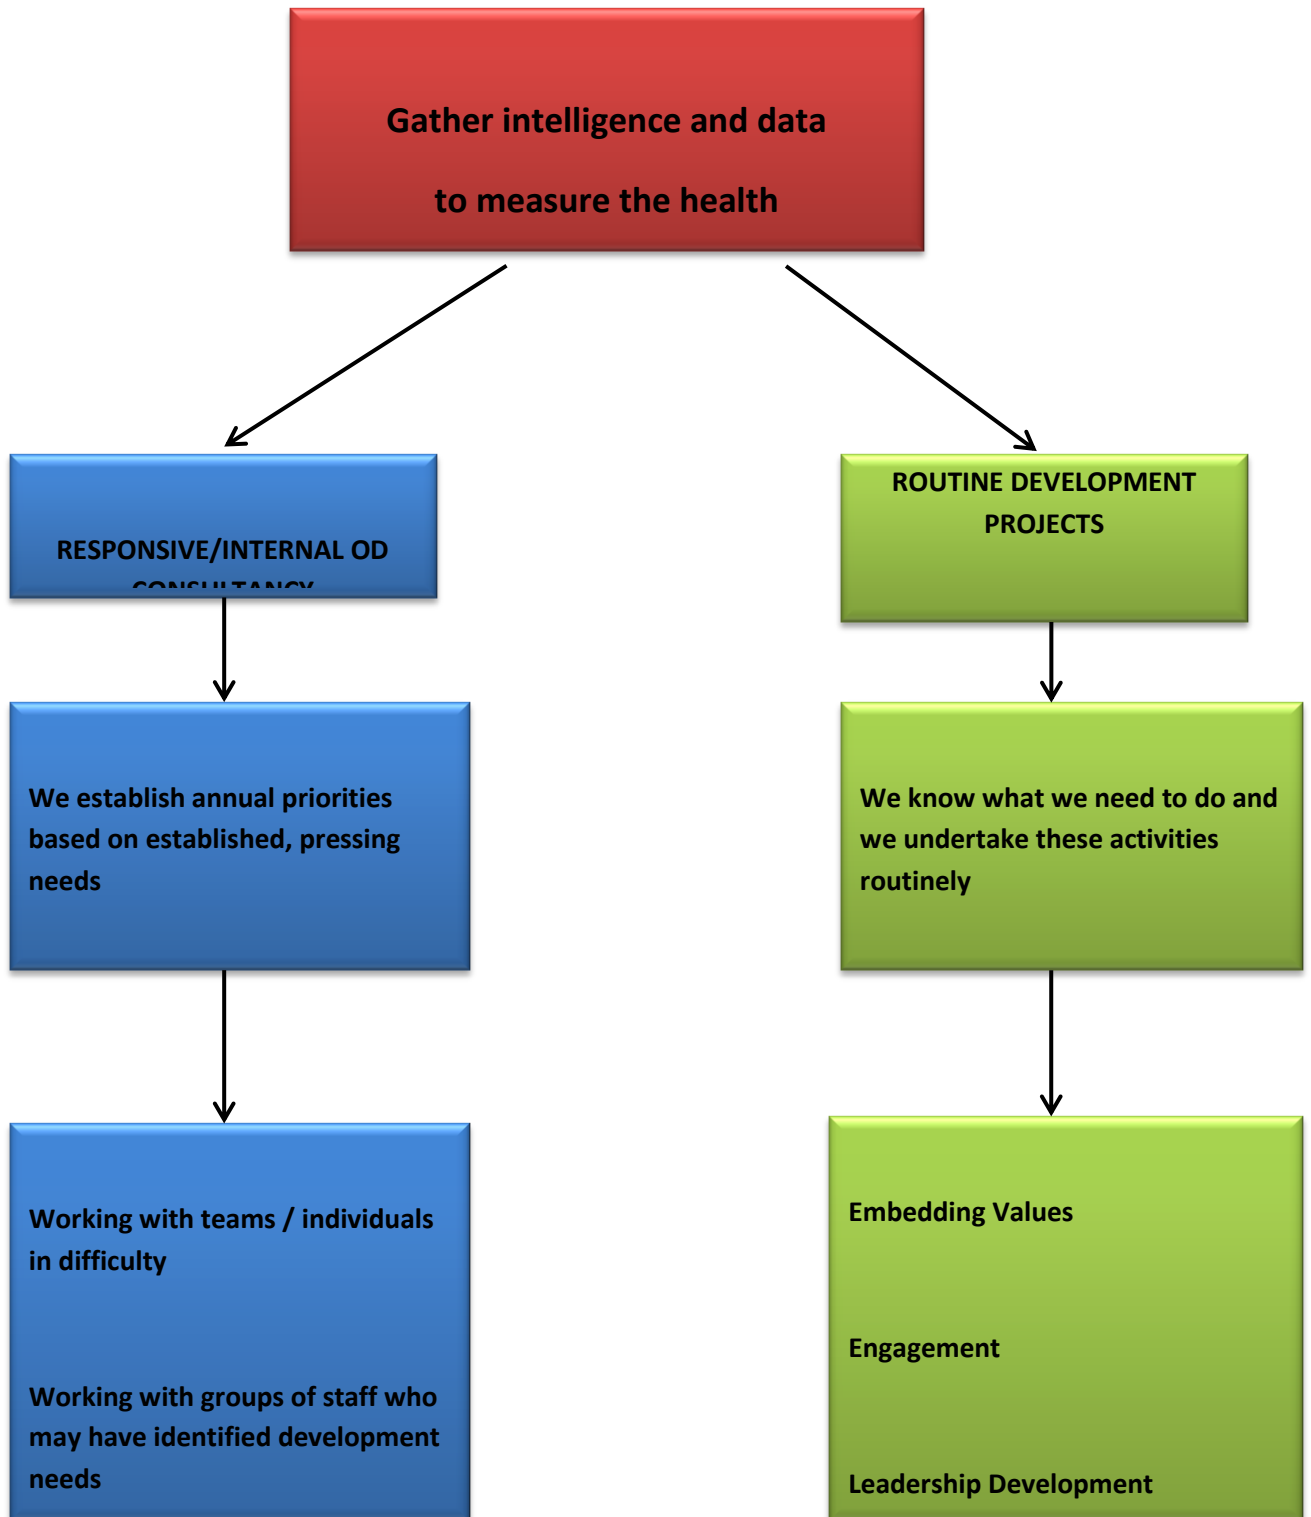 Gather intelligence and data
to measure the health
RESPONSIVE/INTERNAL OD
CONSULTANCY
ROUTINE DEVELOPMENT
PROJECTS
We establish annual priorities
based on established, pressing
needs
We know what we need to do and
we undertake these activities
routinely
Working with teams / individuals
in difficulty
Working with groups of staff who
may have identified development
needs
Embedding Values
Engagement
Leadership Development